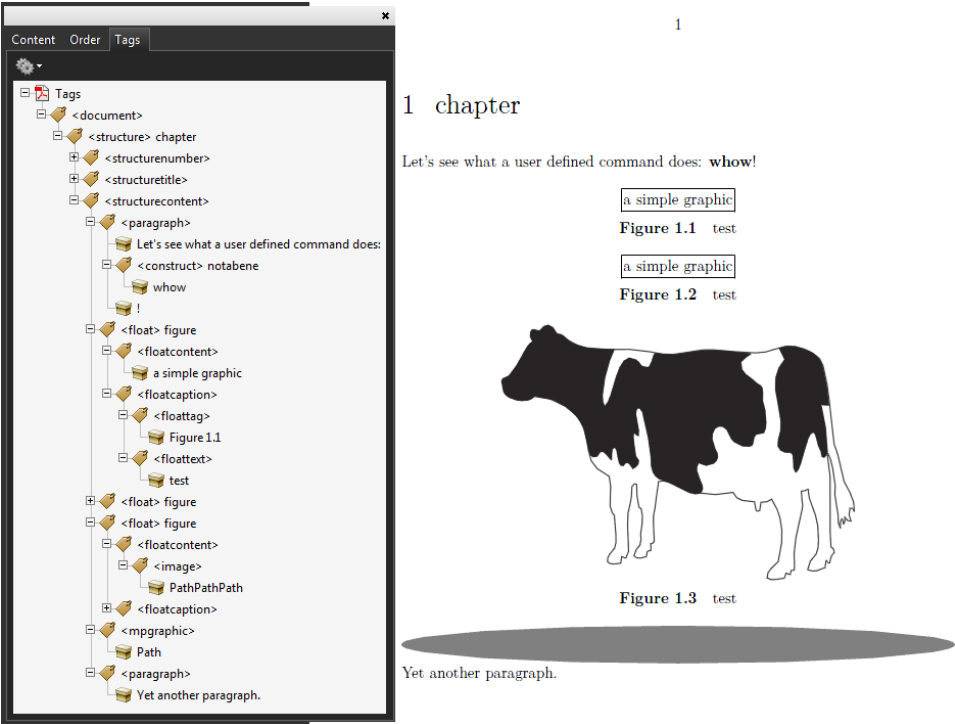 Content Order Tags
Tags
<document>
<structure> chapter
<structurenumber>
<structuretitle>
<structurecontent>
<paragraph>
Let's see what a user defined command does:
<construct> notabene
whow
!
<float> figure
<floatcontent>
a simple graphic
<floatcaption>
<floattag>
Figure 1.1
<floattext>
test
<float> figure
<float> figure
<floatcontent>
<image>
PathPathPath
<floatcaption>
<mpgraphic>
Path
<paragraph>
Yet another paragraph.
1
1 chapter
Let's see what a user defined command does: whow!
a simple graphic
Figure 1.1 test
a simple graphic
Figure 1.2 test
Figure 1.3 test
Yet another paragraph.